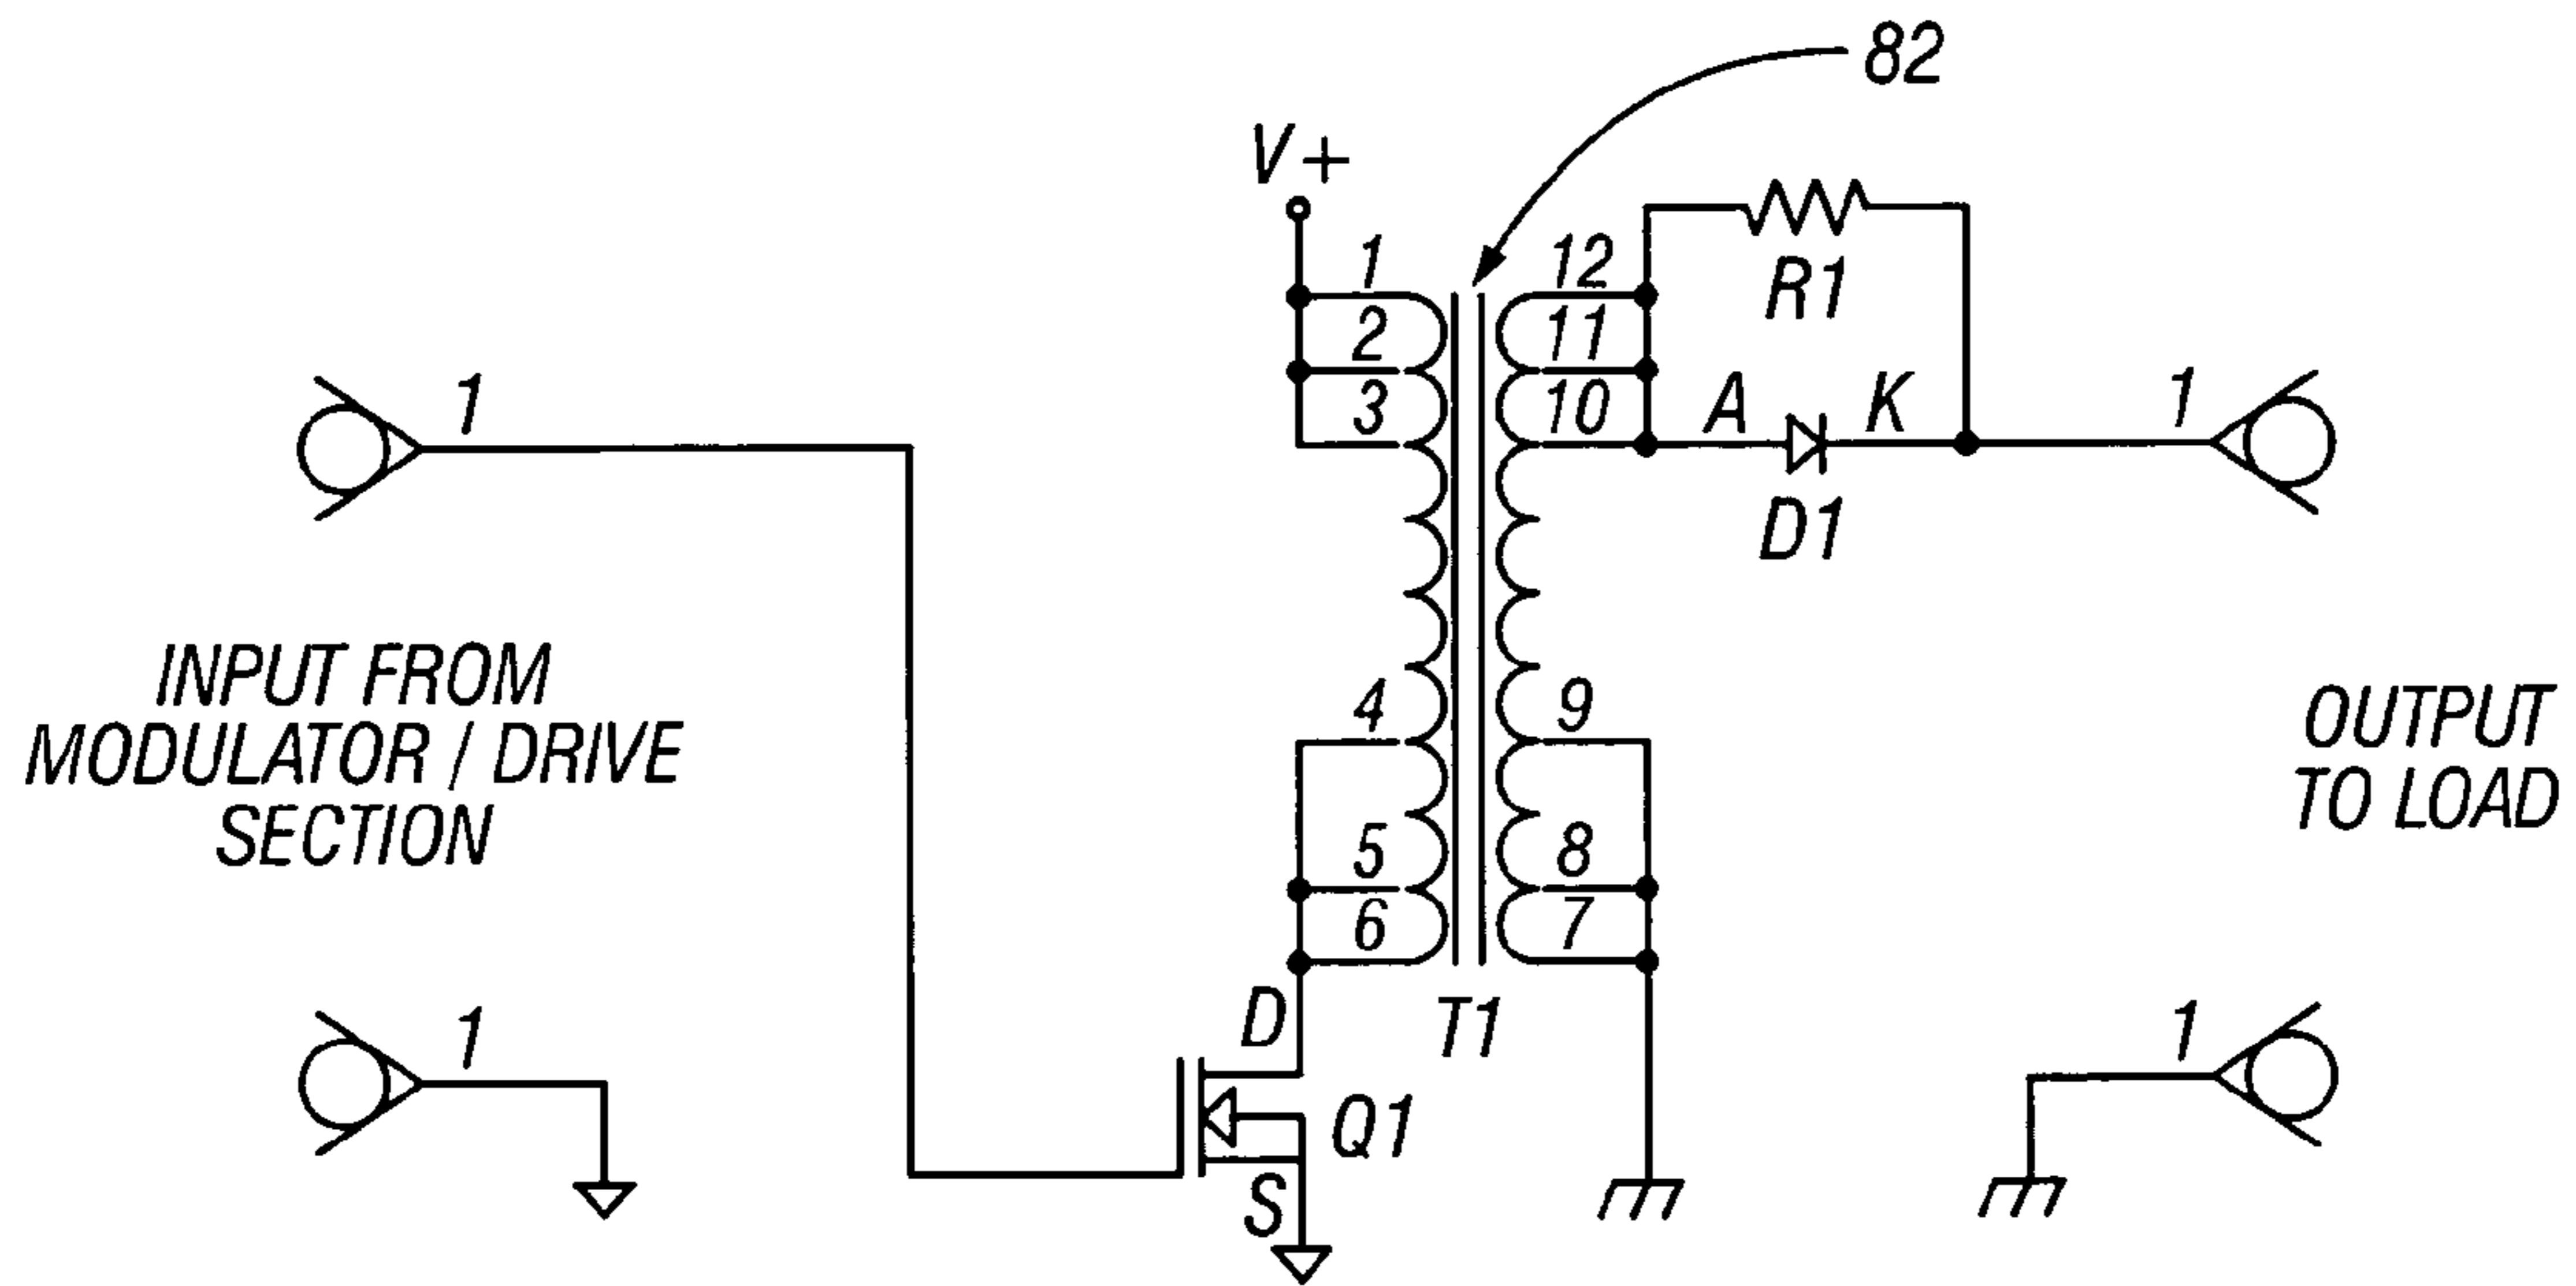 82
V+
1
12
2
R1
11
3
10
A
K
1
1
D1
INPUT FROM
MODULATOR / DRIVE
SECTION
4
9
OUTPUT
TO LOAD
5
8
6
7
D
T1
1
1
Q1
S